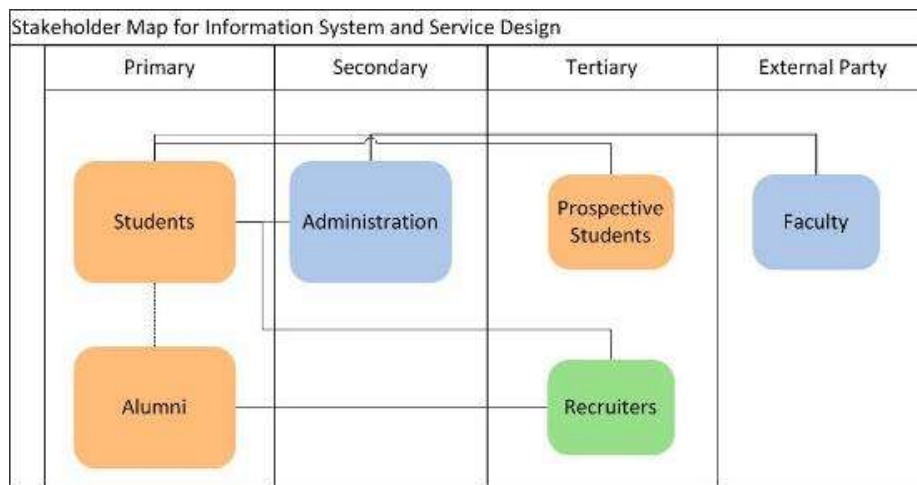 Stakeholder Map for Information System and Service Design
Primary
Secondary
Tertiary
External Party
Students
Administration
Prospective
Students
Faculty
Alumni
Recruiters